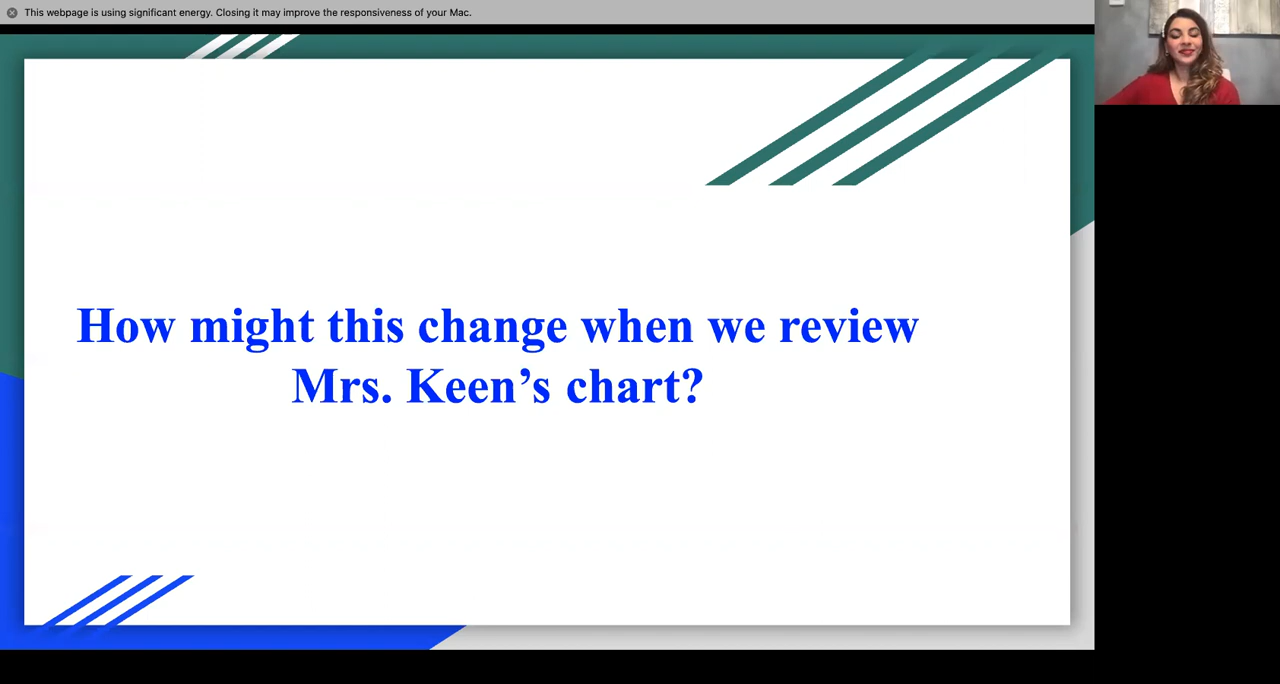 This webpage is using significant energy. Closing it may improve the responsiveness of your Mac.
How might this change when we review
Mrs. Keen’s chart?